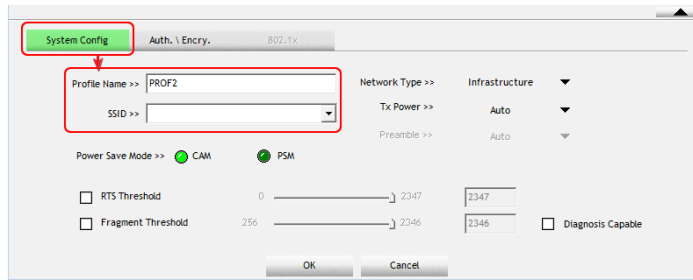 System Config Auth. \ Encry. 802.1x
Profile Name >> PROF2 Network Type >> Infrastructure
SSID >> Tx Power >> Auto
Preamble >> Auto
Power Save Mode >> CAM PSM
RTS Threshold 0 2347 2347
Fragment Threshold 256 2346 2346 Diagnosis Capable
OK Cancel